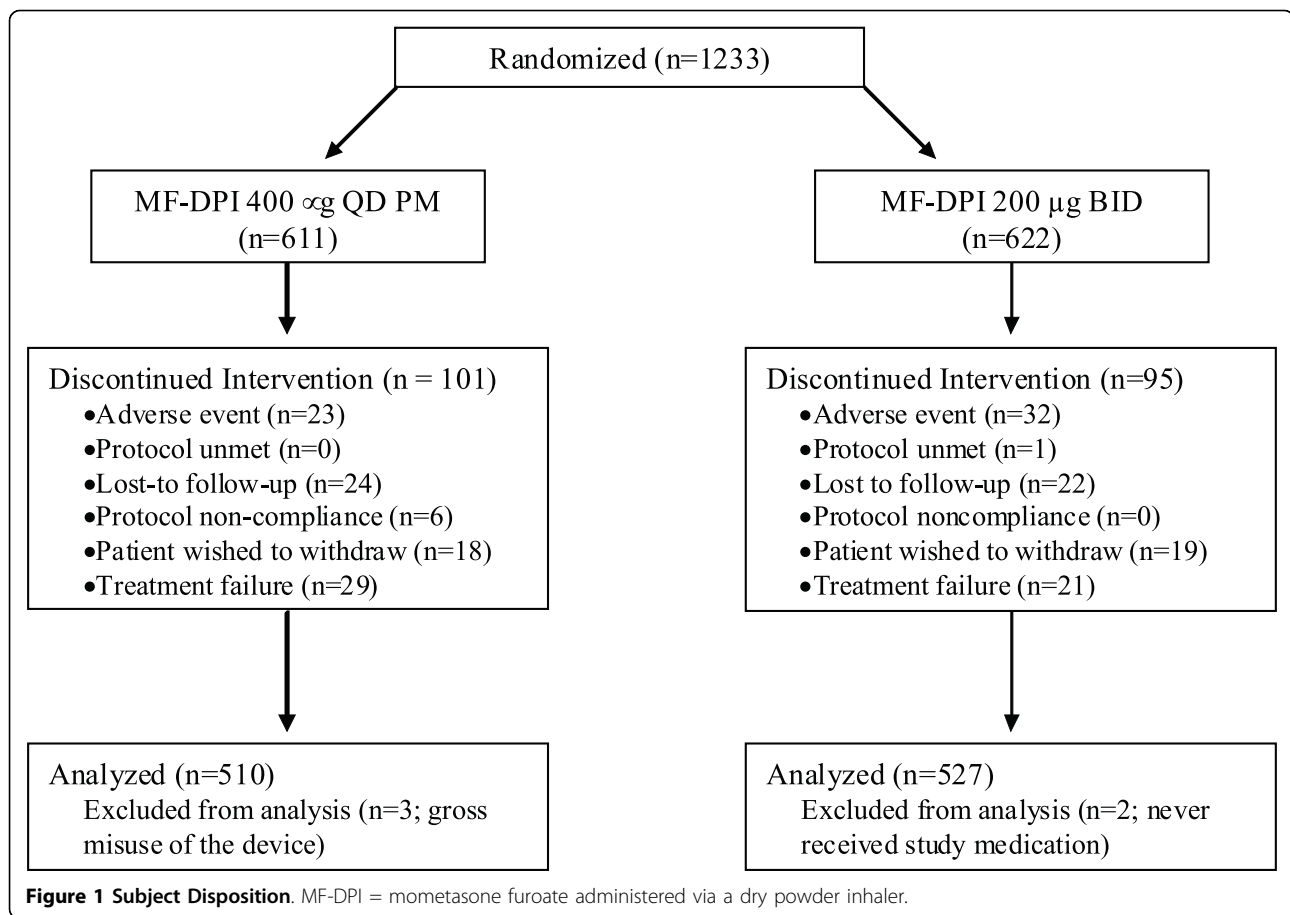 Randomized (n=1233)
MF-DPI 400 ∝g QD PM
(n=611)
Discontinued Intervention (n = 101)
•Adverse event (n=23)
•Protocol unmet (n=0)
•Lost-to follow-up (n=24)
•Protocol non-compliance (n=6)
•Patient wished to withdraw (n=18)
•Treatment failure (n=29)
Analyzed (n=510)
Excluded from analysis (n=3; gross
misuse of the device)
MF-DPI 200 µg BID
(n=622)
Discontinued Intervention (n=95)
•Adverse event (n=32)
•Protocol unmet (n=1)
•Lost to follow-up (n=22)
•Protocol noncompliance (n=0)
•Patient wished to withdraw (n=19)
•Treatment failure (n=21)
Analyzed (n=527)
Excluded from analysis (n=2; never
received study medication)
Figure 1 Subject Disposition. MF-DPI = mometasone furoate administered via a dry powder inhaler.